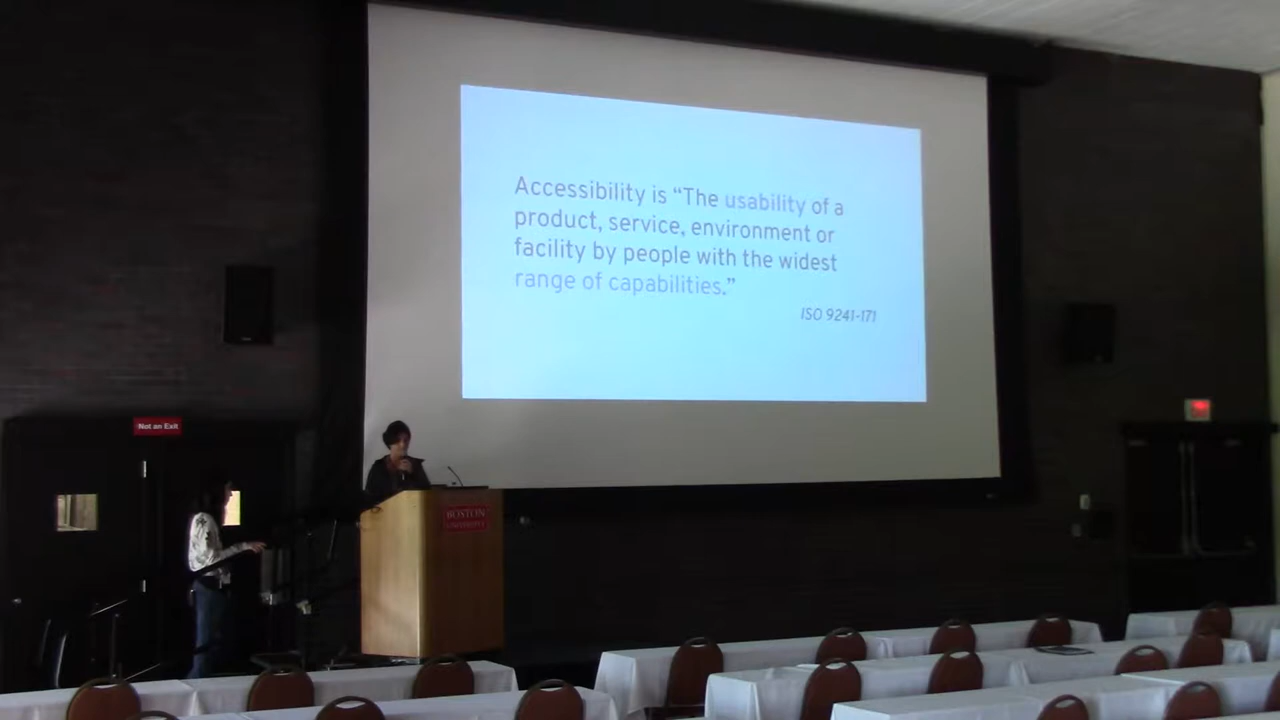 Accessibility is “The usability of a
product, service, environment or
facility by people with the widest
range of capabilities.”
ISO 9241-171
Not an Exit
BOSTON
UNIVERSITY